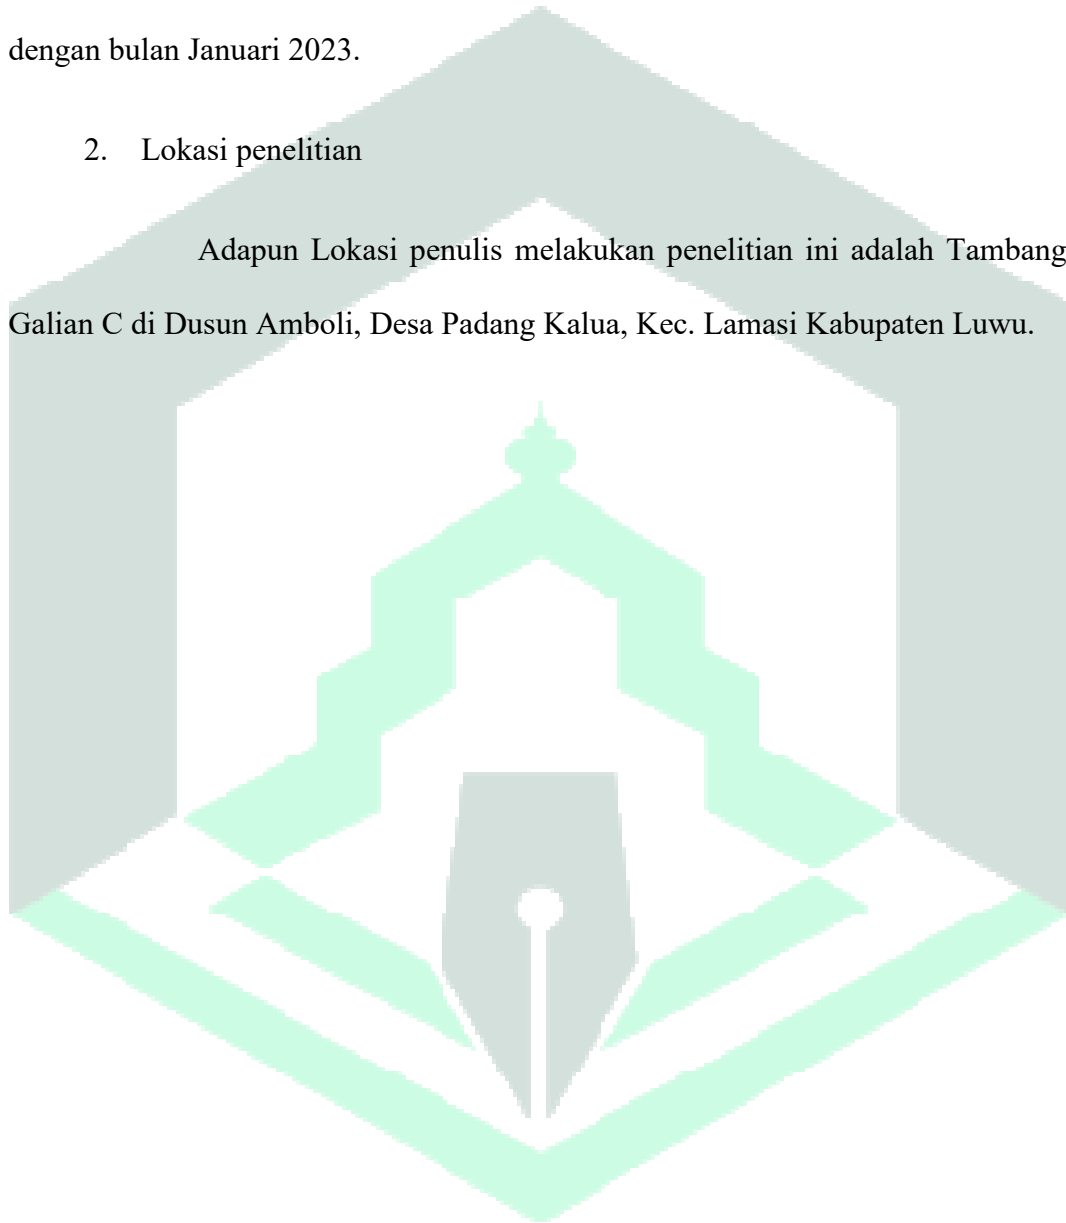 dengan bulan Januari 2023.
2. Lokasi penelitian
Adapun Lokasi penulis melakukan penelitian ini adalah Tambang
Galian C di Dusun Amboli, Desa Padang Kalua, Kec. Lamasi Kabupaten Luwu.